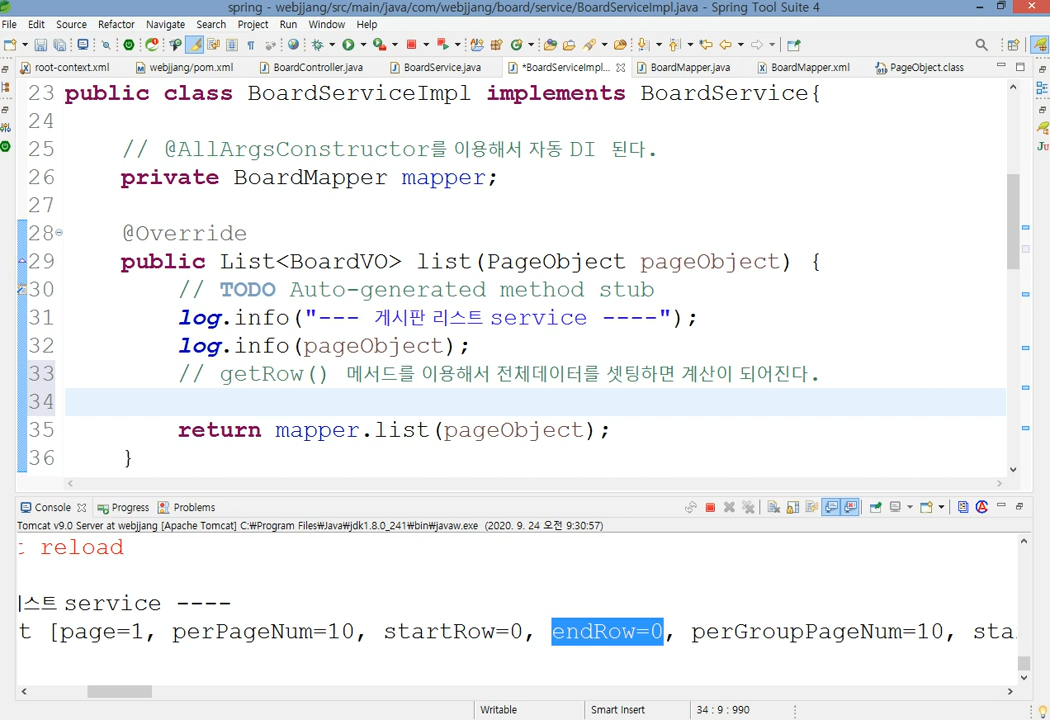 spring - webjjang/src/main/java/com/webjjang/board/service/BoardServiceImpl.java - Spring Tool Suite 4
File Edit Source Refactor Navigate Search Project Run Window Help
root-context.xml webjjang/pom.xml BoardController.java BoardService.java *BoardServiceImpl... BoardMapper.java BoardMapper.xml PageObject.class
23 public class BoardServiceImpl implements BoardService{
24
25 // @AllArgsConstructor를 이용해서 자동 DI 된다.
26 private BoardMapper mapper;
27
28 @Override
29 public List<BoardVO> list(PageObject pageObject) {
30 // TODO Auto-generated method stub
31 log.info("--- 게시판 리스트 service ----");
32 log.info(pageObject);
33 // getRow() 메서드를 이용해서 전체데이터를 셋팅하면 계산이 되어진다.
34
35 return mapper.list(pageObject);
36 }
Console Progress Problems
Tomcat v9.0 Server at webjjang [Apache Tomcat] C:₩Program Files₩Java₩jdk1.8.0_241₩bin₩javaw.exe (2020. 9. 24 오전 9:30:57)
t reload
스트 service ----
t [page=1, perPageNum=10, startRow=0, endRow=0, perGroupPageNum=10, sta
Writable Smart Insert 34 : 9 : 990